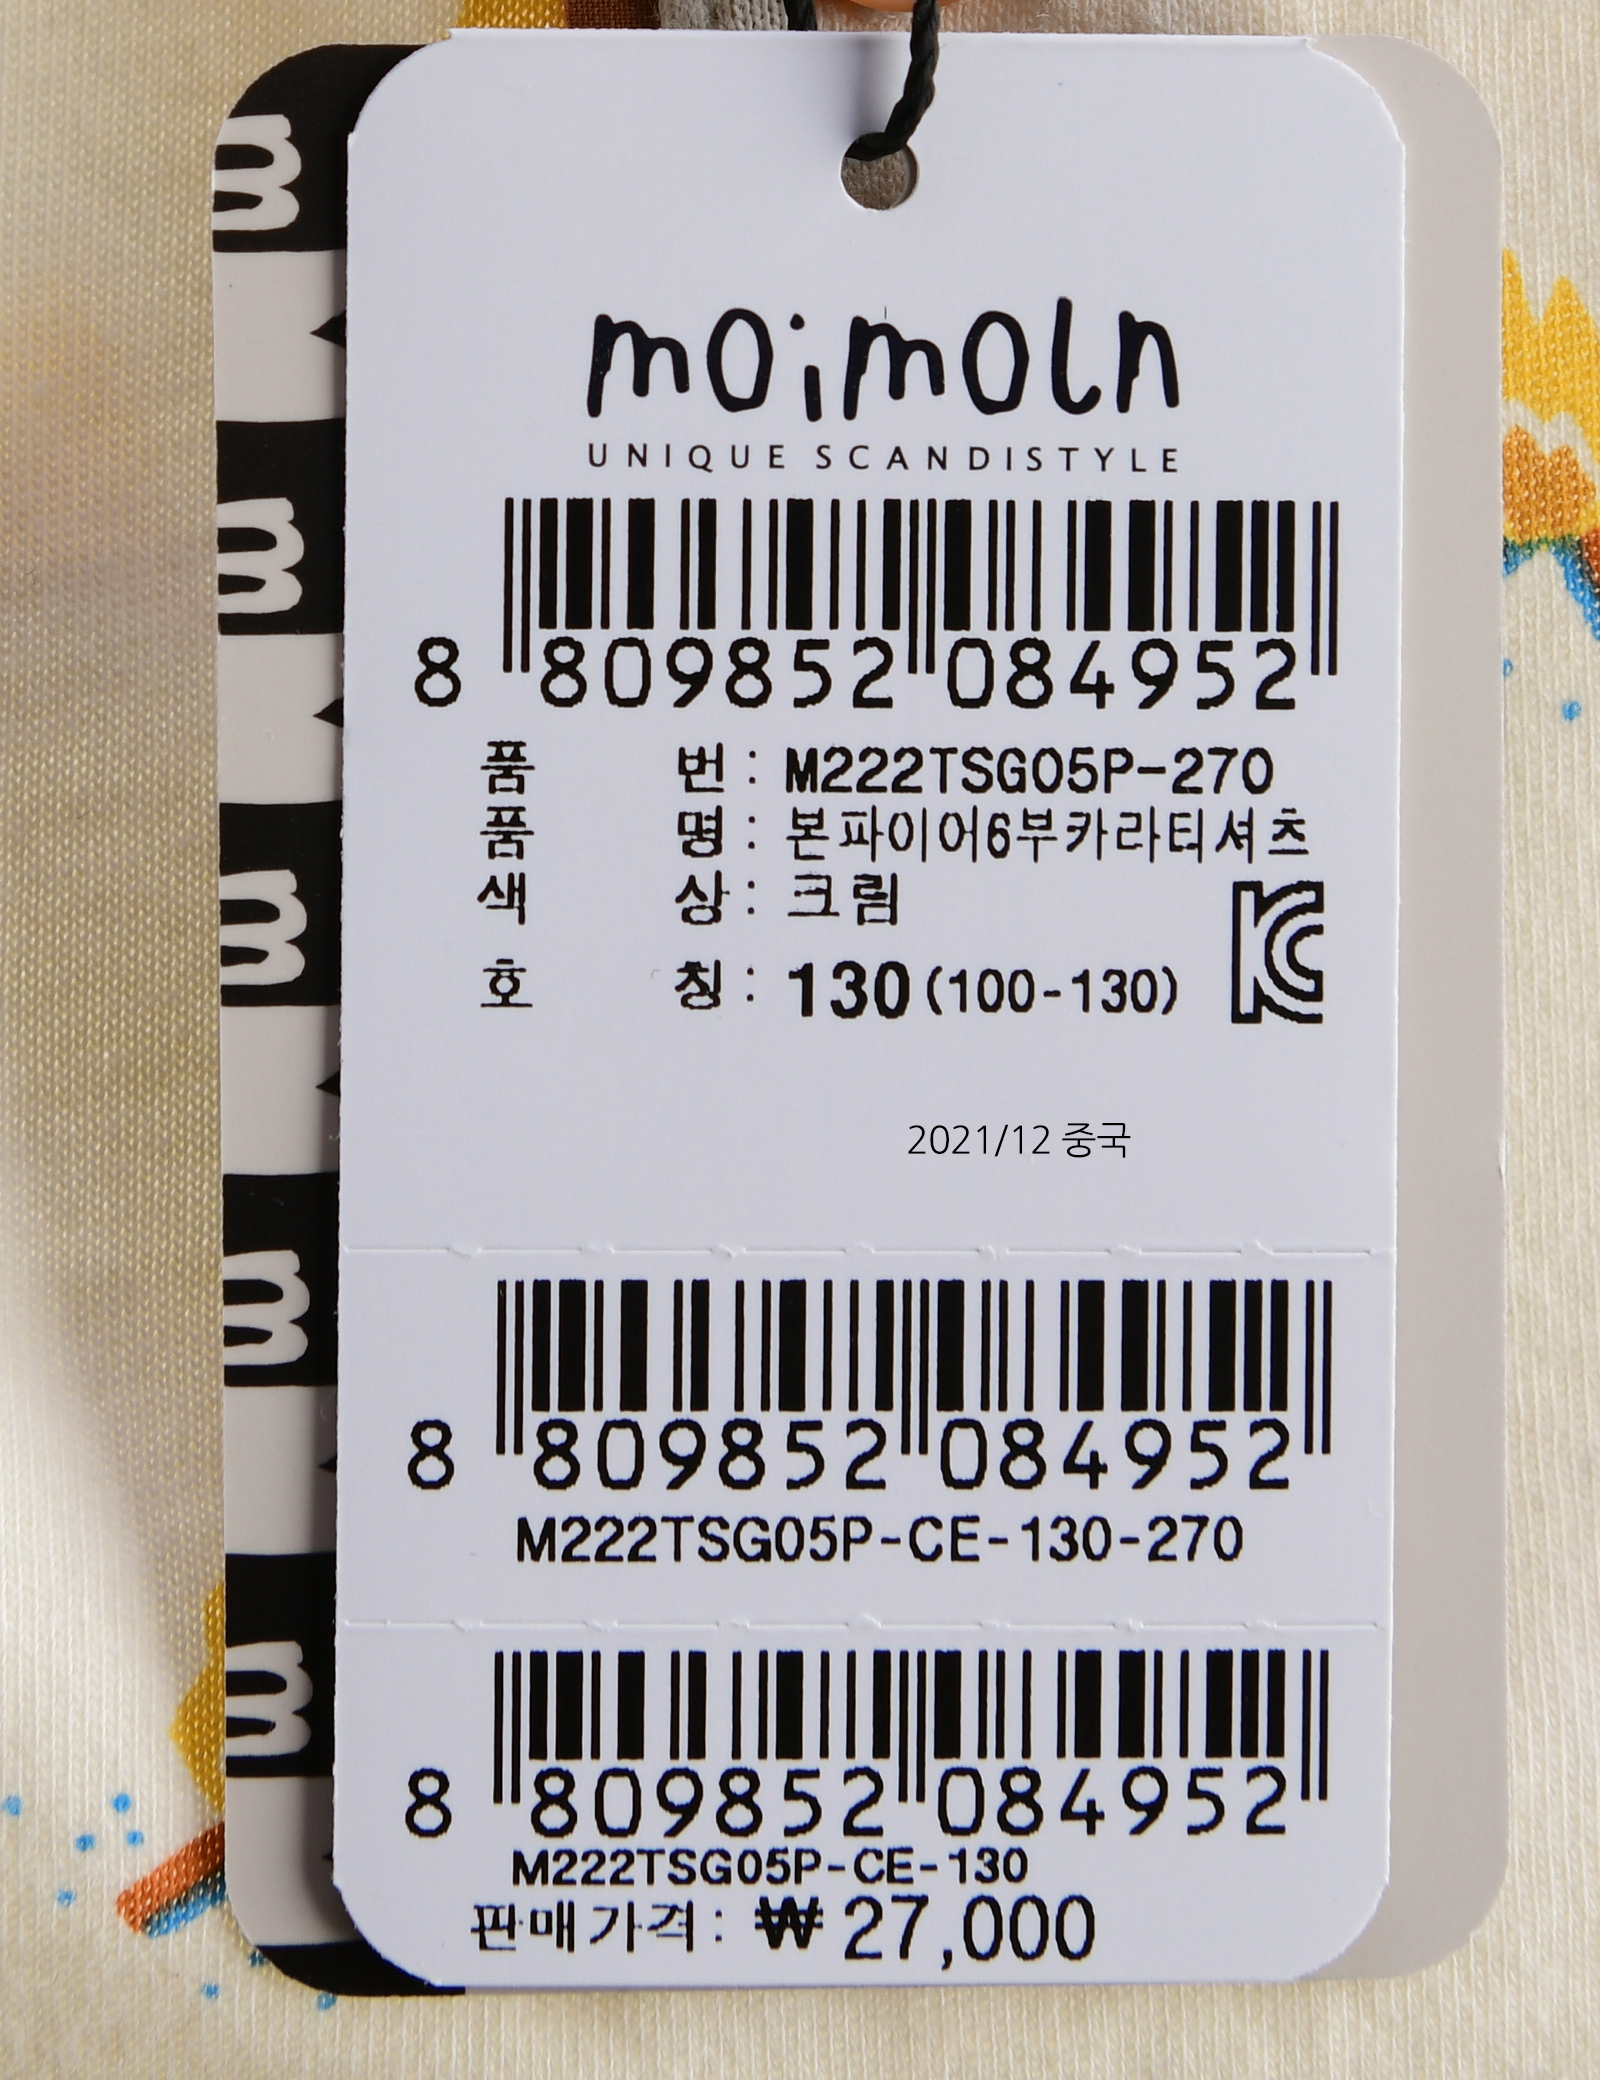 moimoln
UNIQUE SCANDISTYLE
8 809852 084952
품 번 : M222TSG05P-270
품 명 : 본파이어6부카라티셔츠
색 상 : 크림
호 칭 : 130(100-130)
KC
2021/12 중국
8 809852 084952
M222TSG05P-CE-130-270
8 809852 084952
M222TSG05P-CE-130
판매가격 : ₩27,000